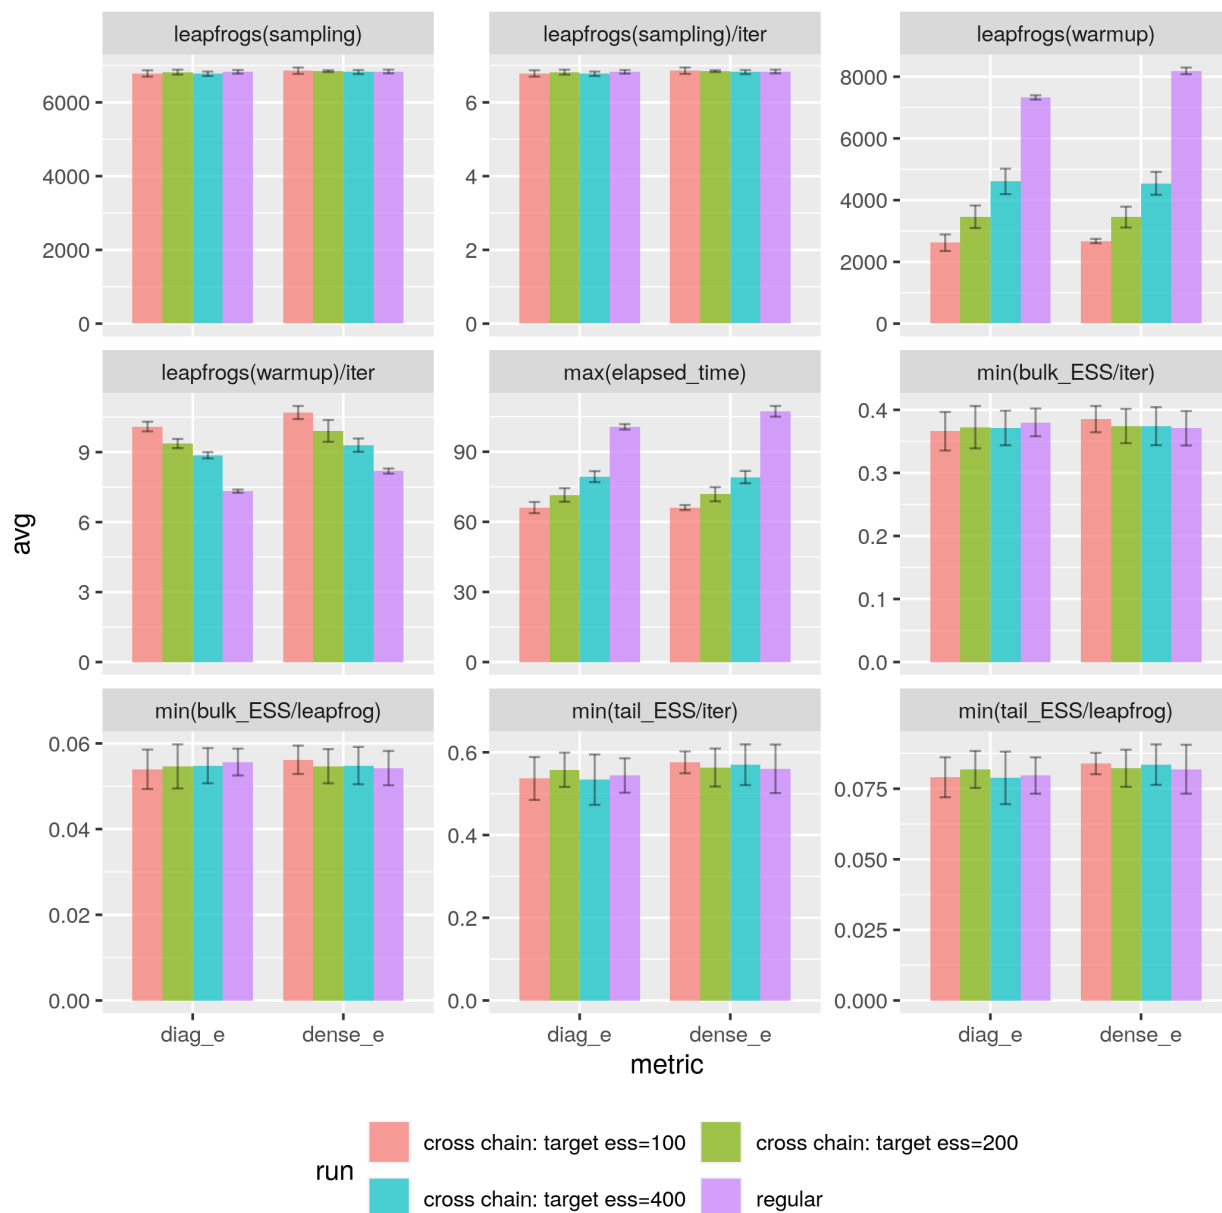 leapfrogs(sampling)
leapfrogs(sampling)/iter
leapfrogs(warmup)
6000
4000
2000
0
6
4
2
0
8000
6000
4000
2000
0
leapfrogs(warmup)/iter
max(elapsed_time)
min(bulk_ESS/iter)
9
6
3
0
90
60
30
0
0.4
0.3
0.2
0.1
0.0
avg
min(bulk_ESS/leapfrog)
min(tail_ESS/iter)
min(tail_ESS/leapfrog)
0.06
0.04
0.02
0.00
0.6
0.4
0.2
0.0
0.075
0.050
0.025
0.000
diag_e dense_e
diag_e dense_e
diag_e dense_e
metric
run
cross chain: target ess=100
cross chain: target ess=200
cross chain: target ess=400
regular